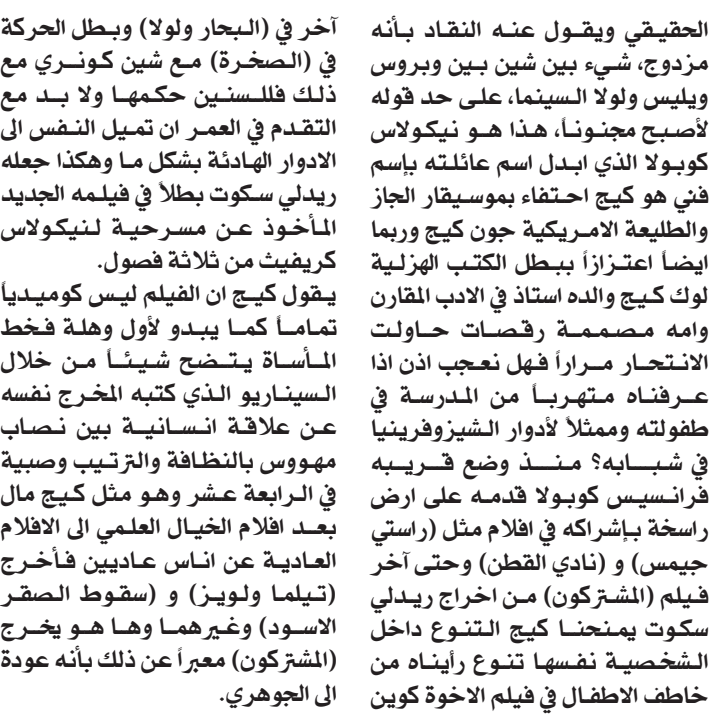 الحقيقي ويقول عنه النقاد بأنه
مزدوج، شيء بين شين بين وبروس
ويليس ولولا السينما، على حد قوله
لأصبح مجنوناً، هذا هو نيكولاس
كوبولا الذي ابدل اسم عائلته بإسم
فني هو كيج احتفاء بموسيقار الجاز
والطليعة الامريكية جون كيج وربما
ايضاً اعتزازاً ببطل الكتب الهزلية
لوك كيج والده استاذ في الادب المقارن
وامه مصممة رقصات حاولت
الانتحار مراراً فهل نعجب اذن اذا
عرفناه متهرباً من المدرسة في
طفولته وممثلاً لأدوار الشيزوفرينيا
في شبابه؟ منذ وضع قريبه
فرانسيس كوبولا قدمه على ارض
راسخة بإشراكه في افلام مثل (راستي
جيمس) و (نادي القطن) وحتى آخر
فيلم (المشتركون) من اخراج ريدلي
سكوت يمنحنا كيج التنوع داخل
الشخصية نفسها تنوع رأيناه من
خاطف الاطفال في فيلم الاخوة كوين
آخر في (البحار ولولا) وبطل الحركة
في (الصخرة) مع شين كونري مع
ذلك فللسنين حكمها ولا بد مع
التقدم في العمر ان تميل النفس الى
الادوار الهادئة بشكل ما وهكذا جعله
ريدلي سكوت بطلاً في فيلمه الجديد
المأخوذ عن مسرحية لنيكولاس
كريفيث من ثلاثة فصول.
يقول كيج ان الفيلم ليس كوميدياً
تماماً كما يبدو لأول وهلة فخط
المأساة يتضح شيئاً من خلال
السيناريو الذي كتبه المخرج نفسه
عن علاقة انسانية بين نصاب
مهووس بالنظافة والترتيب وصبية
في الرابعة عشر وهو مثل كيج مال
بعد افلام الخيال العلمي الى الافلام
العادية عن اناس عاديين فأخرج
(تيلما ولويز) و (سقوط الصقر
الاسود) وغيرهما وها هو يخرج
(المشتركون) معبراً عن ذلك بأنه عودة
الى الجوهري.